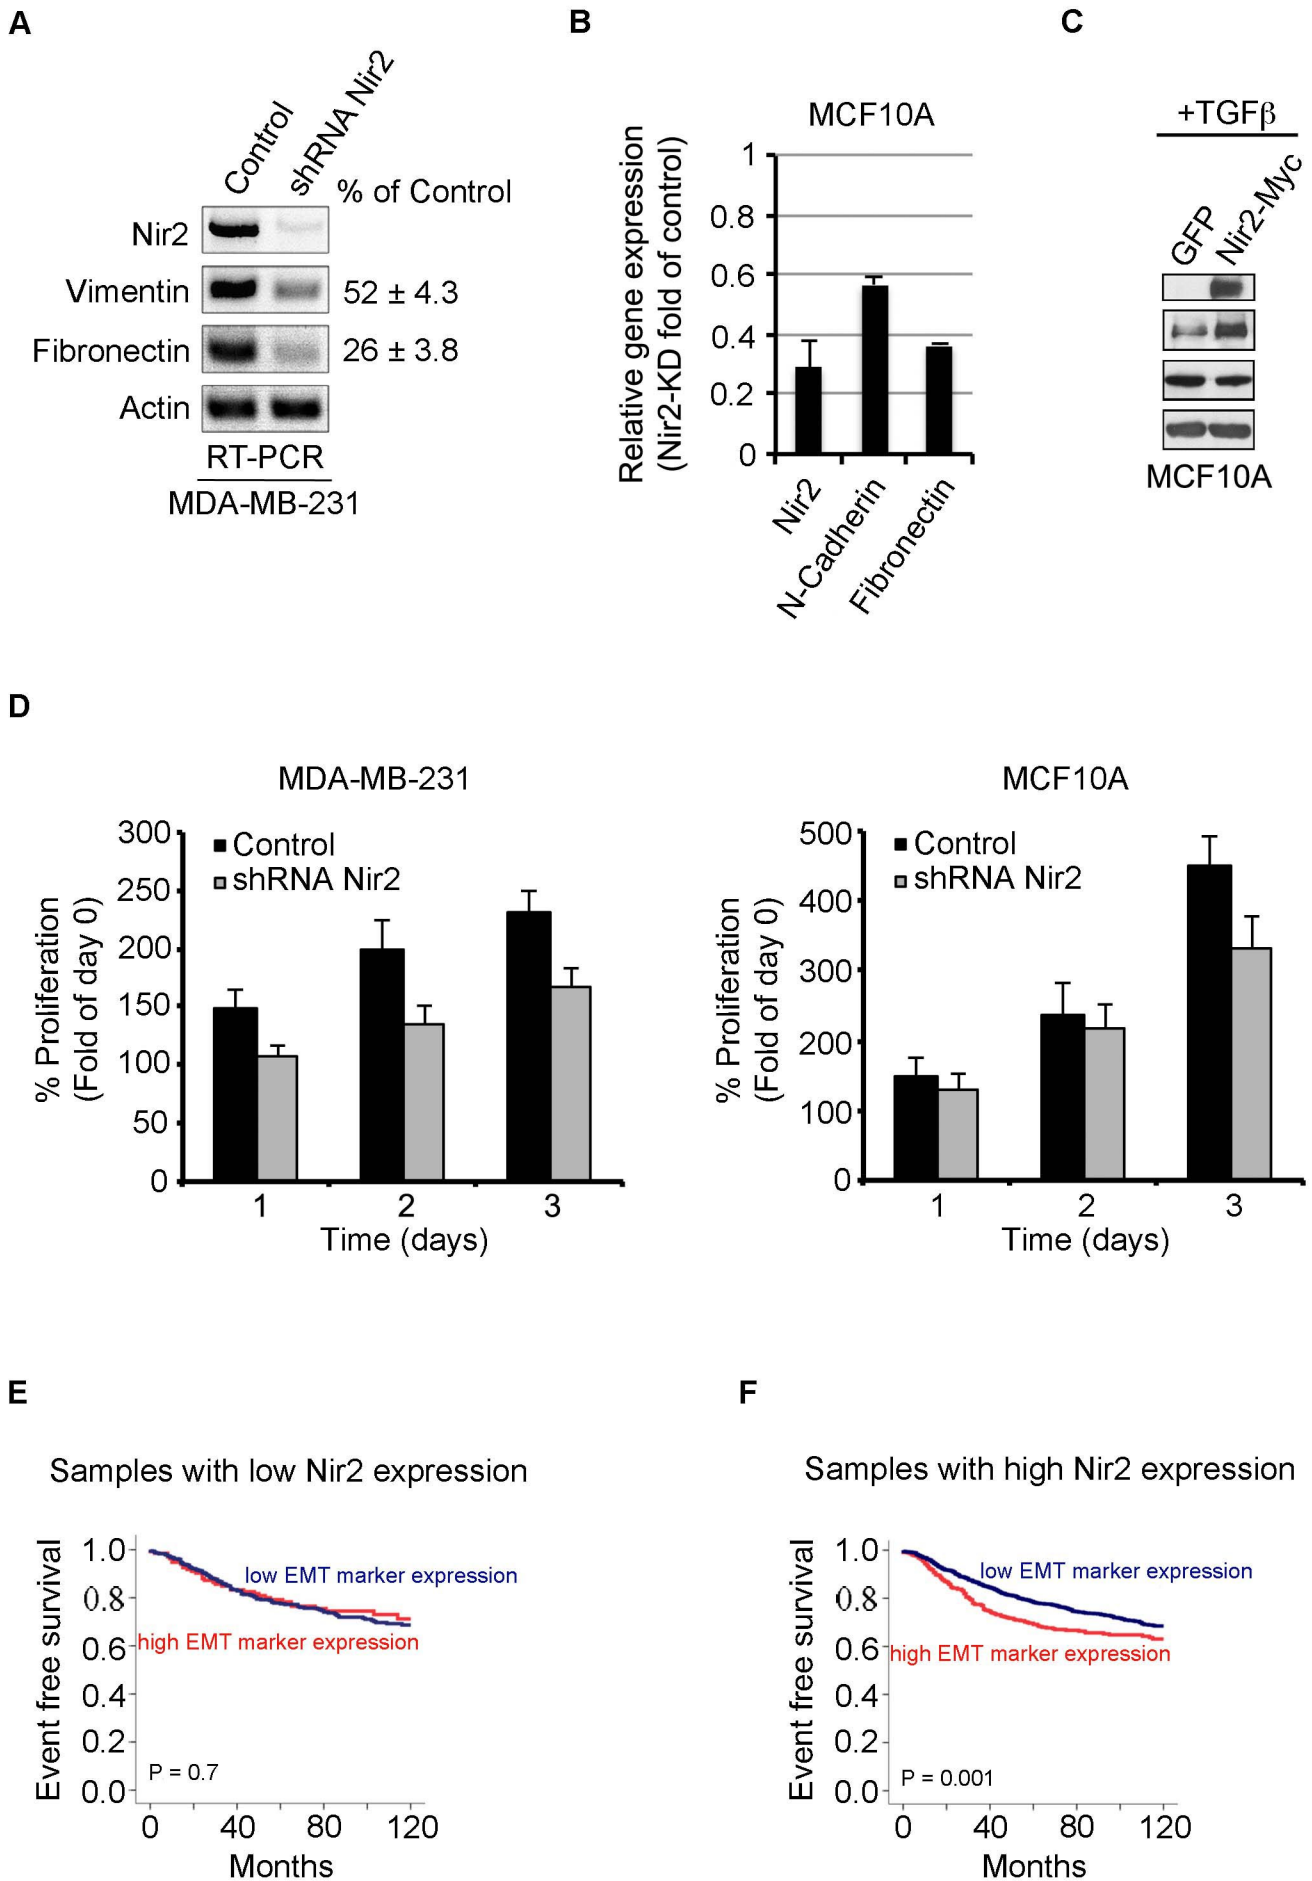 A
Control
shRNA Nir2
% of Control
Nir2
Vimentin
52 ± 4.3
Fibronectin
26 ± 3.8
Actin
RT-PCR
MDA-MB-231
B
MCF10A
Relative gene expression
(Nir2-KD fold of control)
1
0.8
0.6
0.4
0.2
0
Nir2
N-Cadherin
Fibronectin
C
+TGFβ
GFP
Nir2-Myc
MCF10A
D
MDA-MB-231
% Proliferation
(Fold of day 0)
300
250
200
150
100
50
0
Control
shRNA Nir2
1 2 3
Time (days)
MCF10A
% Proliferation
(Fold of day 0)
500
400
300
200
100
0
Control
shRNA Nir2
1 2 3
Time (days)
E
Samples with low Nir2 expression
Event free survival
1.0
0.8
0.6
0.4
0.2
0.0
low EMT marker expression
high EMT marker expression
P = 0.7
0 40 80 120
Months
F
Samples with high Nir2 expression
Event free survival
1.0
0.8
0.6
0.4
0.2
0.0
low EMT marker expression
high EMT marker expression
P = 0.001
0 40 80 120
Months